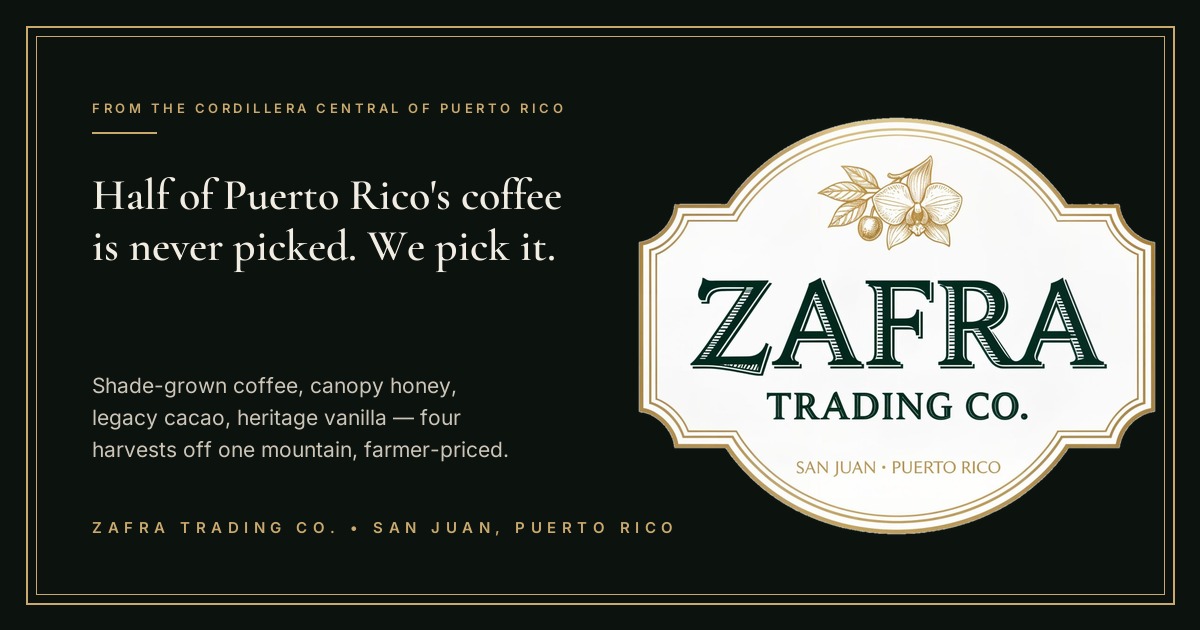 FROM THE CORDILLERA CENTRAL OF PUERTO RICO
Half of Puerto Rico's coffee
is never picked. We pick it.
Shade-grown coffee, canopy honey,
legacy cacao, heritage vanilla — four
harvests off one mountain, farmer-priced.
ZAFRA TRADING CO. • SAN JUAN, PUERTO RICO
ZAFRA
TRADING CO.
SAN JUAN • PUERTO RICO